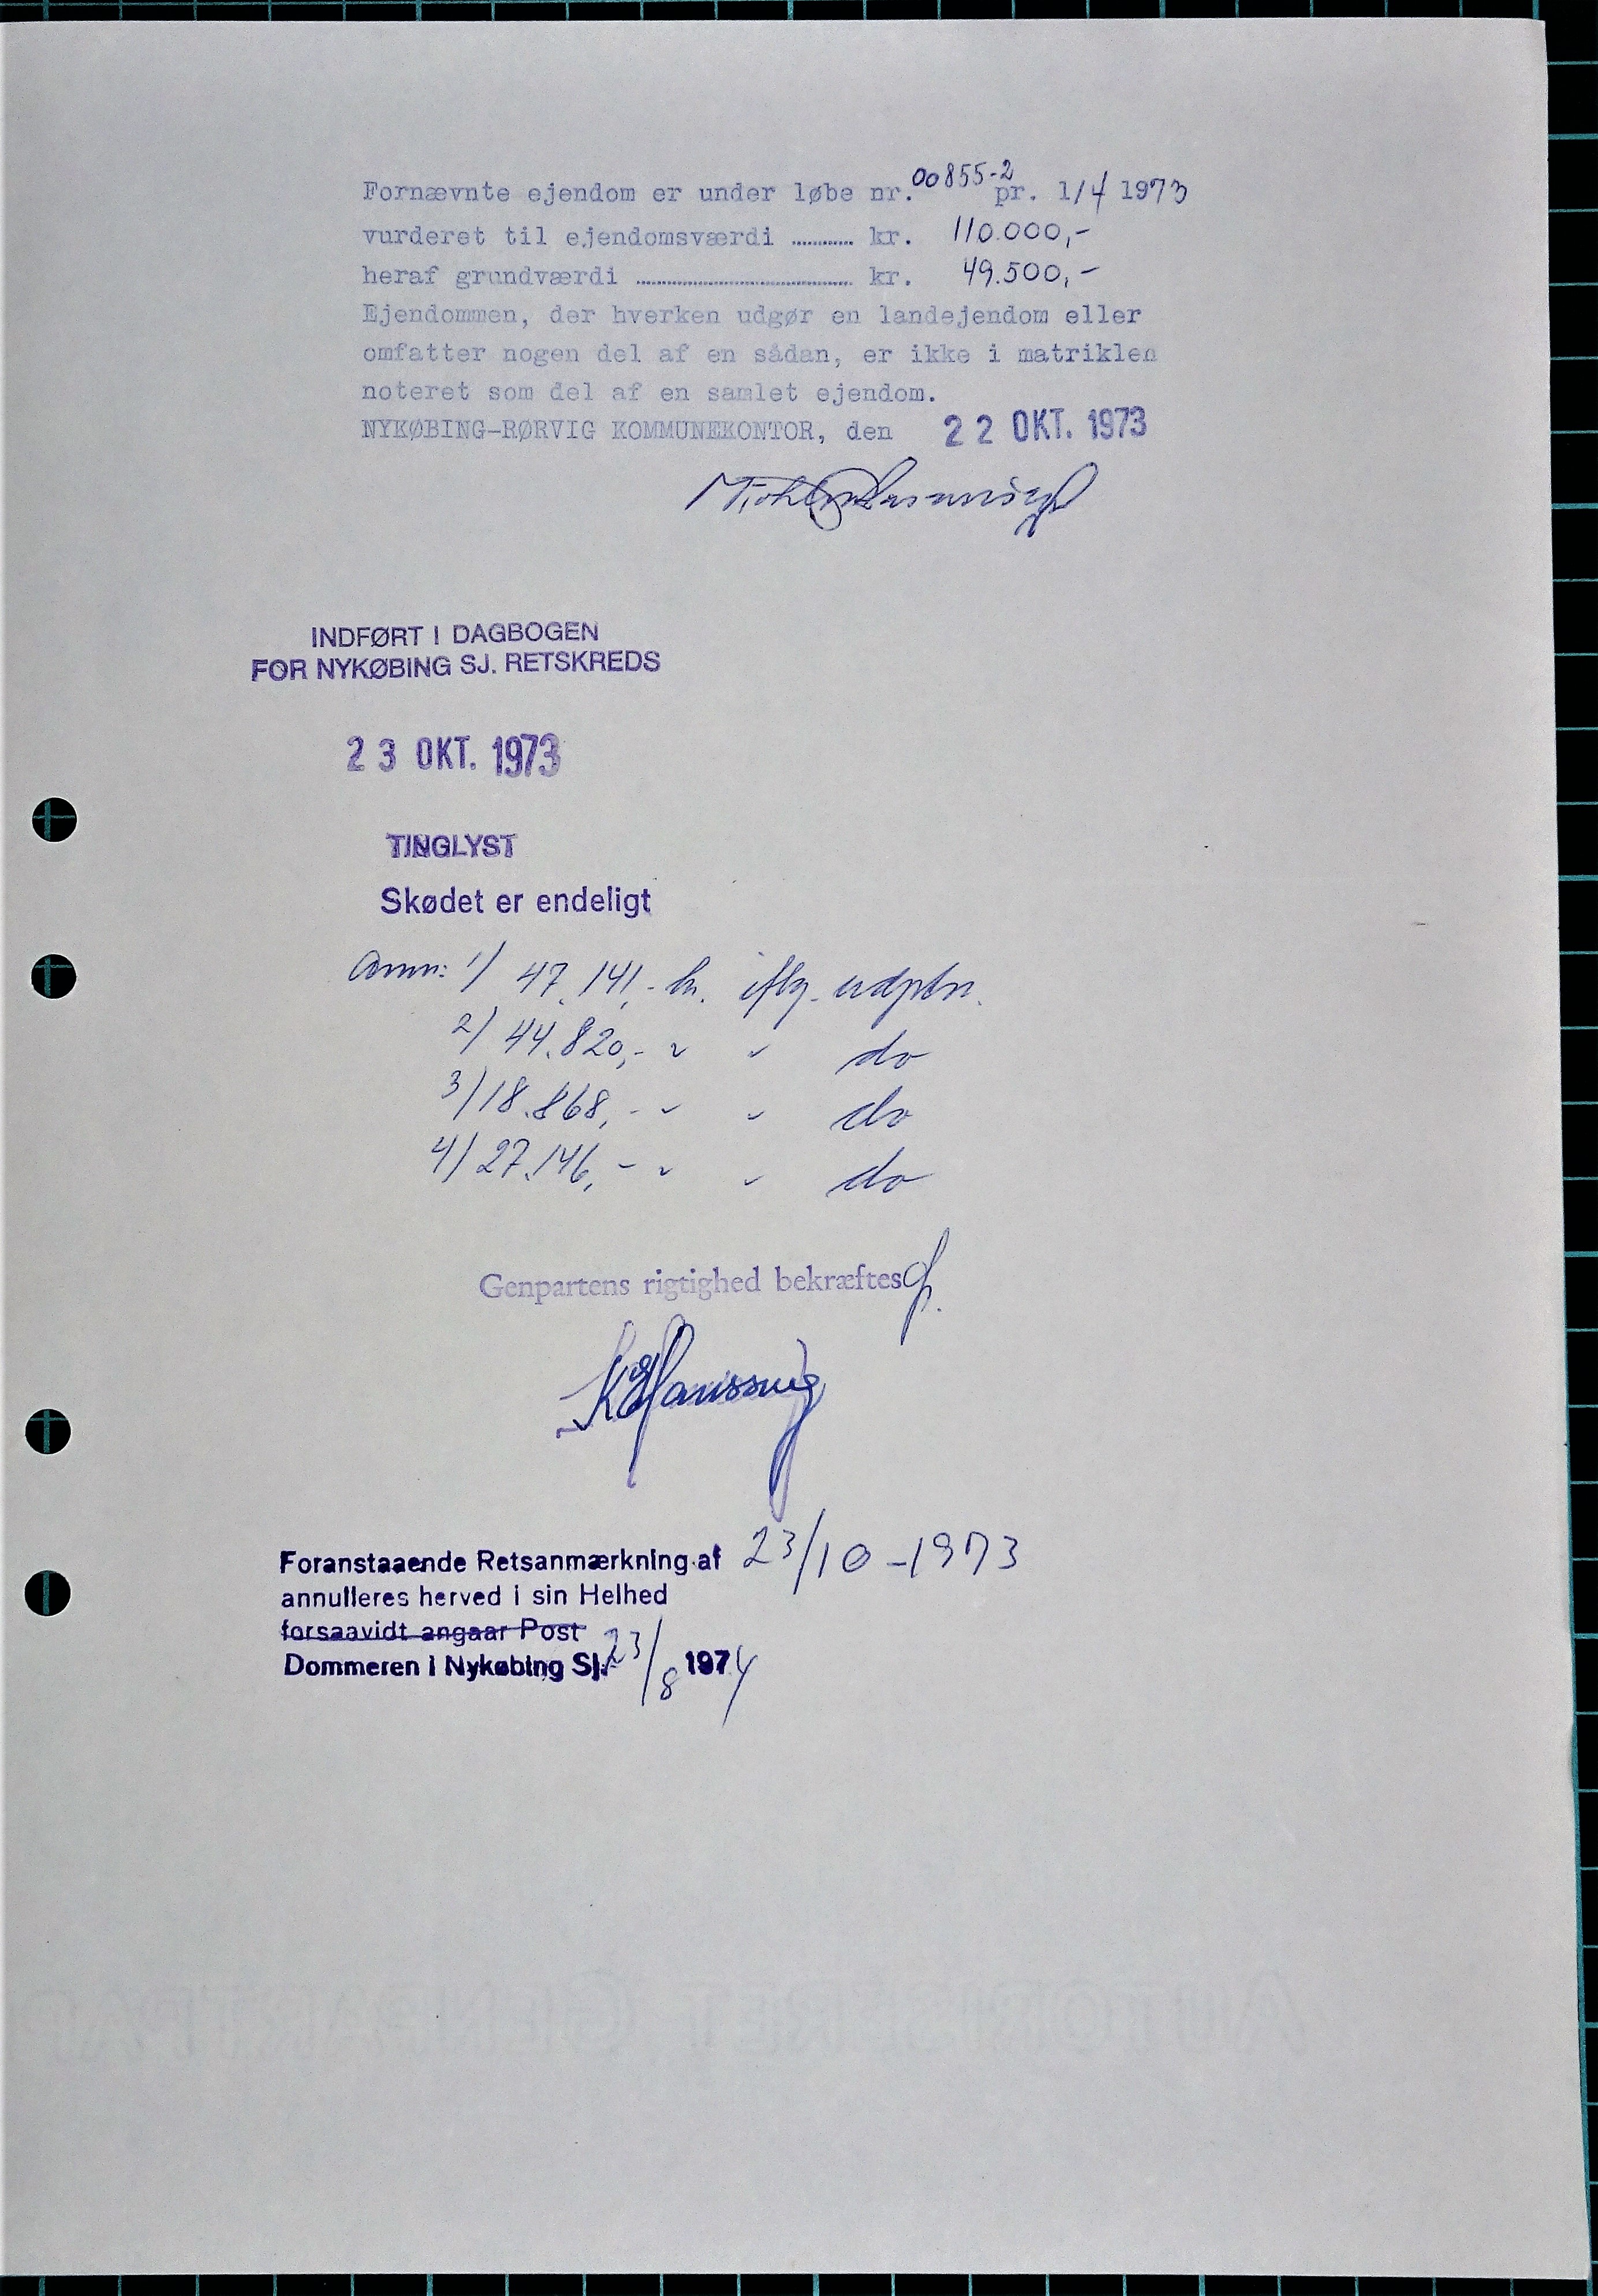 Fornævnte ejendom er under løbe nr. 00855-2 pr. 1/4 1973
vurderet til ejendomsværdi ............ kr. 110.000,-
heraf grundværdi ............................................ kr. 49.500,-
Ejendommen, der hverken udgør en landejendom eller
omfatter nogen del af en sådan, er ikke i matriklen
noteret som del af en samlet ejendom.
NYKØBING-RØRVIG KOMMUNEKONTOR, den 22 OKT. 1973
INDFØRT I DAGBOGEN
FOR NYKØBING SJ. RETSKREDS
23 OKT. 1973
TINGLYST
Skødet er endeligt
Anm: 1/ 47.141,- kr. iflg. udptsn.
2/ 44.820,- " " do
3/ 18.868,- " " do
4/ 27.146,- " " do
Genpartens rigtighed bekræftes
Foranstaaende Retsanmærkning af 23/10-1973
annulleres herved i sin Helhed
forsaavidt angaar Post
Dommeren i Nykøbing Sj. 23/8 1974
AUTORISERET GENPARTPAP